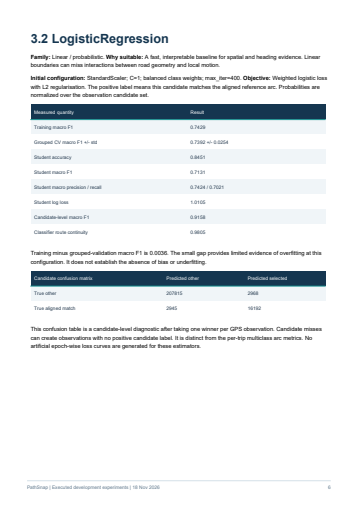 3.2 LogisticRegression
Family: Linear / probabilistic. Why suitable: A fast, interpretable baseline for spatial and heading evidence. Linear
boundaries can miss interactions between road geometry and local motion.
Initial configuration: StandardScaler; C=1; balanced class weights; max_iter=400. Objective: Weighted logistic loss
with L2 regularisation. The positive label means this candidate matches the aligned reference arc. Probabilities are
normalized over the observation candidate set.
Measured quantity Result
Training macro F1 0.7429
Grouped CV macro F1 +/- std 0.7392 +/- 0.0254
Student accuracy 0.8451
Student macro F1 0.7131
Student macro precision / recall 0.7424 / 0.7021
Student log loss 1.0105
Candidate-level macro F1 0.9159
Classifier route continuity 0.9805
Training minus grouped-validation macro F1 is 0.0036. The small gap provides limited evidence of overfitting at this
configuration. It does not establish the absence of bias or underfitting.
Candidate confusion matrix Predicted other Predicted selected
True other 207815 2988
True aligned match 2945 16192
This confusion table is a candidate-level diagnostic after taking one winner per GPS observation. Candidate misses
can create observations with no positive candidate label. It is distinct from the per-trip multiclass arc metrics. No
artificial epoch-wise loss curves are generated for these estimators.
PathSnap | Executed development experiments | 18 Nov 2026
6